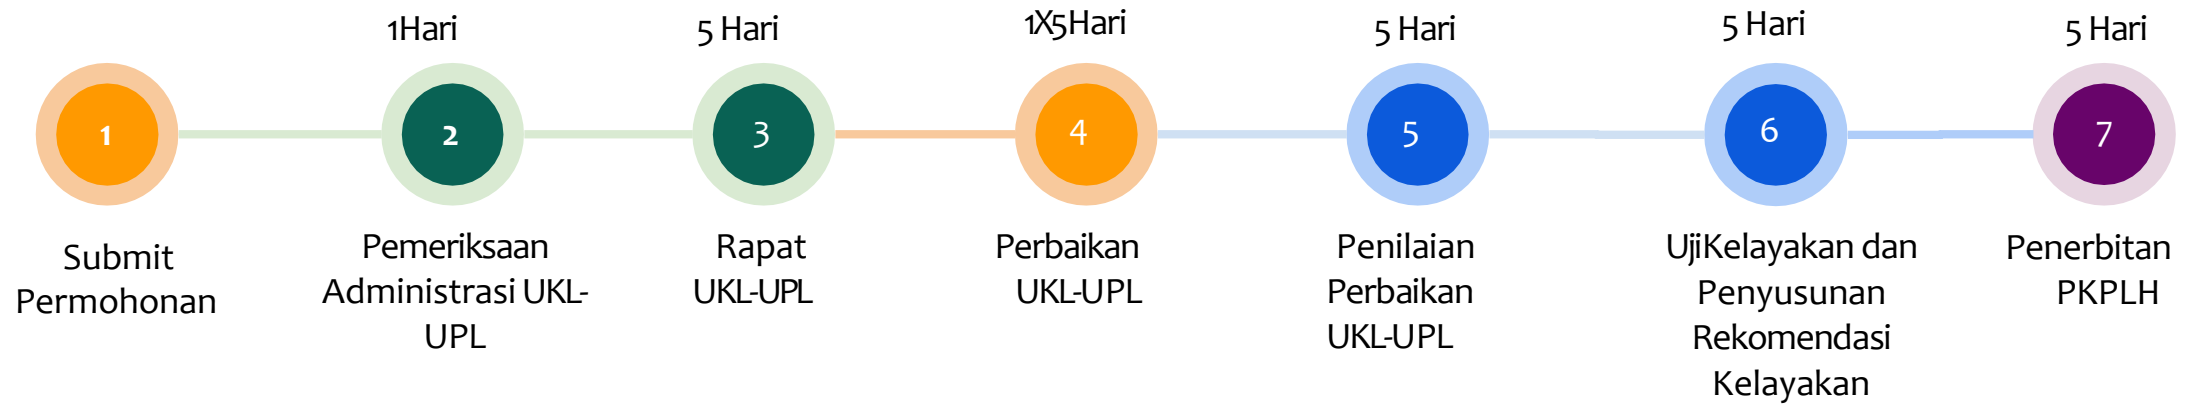 1Hari
5 Hari
1X5Hari
5 Hari
5 Hari
5 Hari
1
2
3
4
5
6
7
Submit
Permohonan
Pemeriksaan
Administrasi UKL-
UPL
Rapat
UKL-UPL
Perbaikan
UKL-UPL
Penilaian
Perbaikan
UKL-UPL
UjiKelayakan dan
Penyusunan
Rekomendasi
Kelayakan
Penerbitan
PKPLH